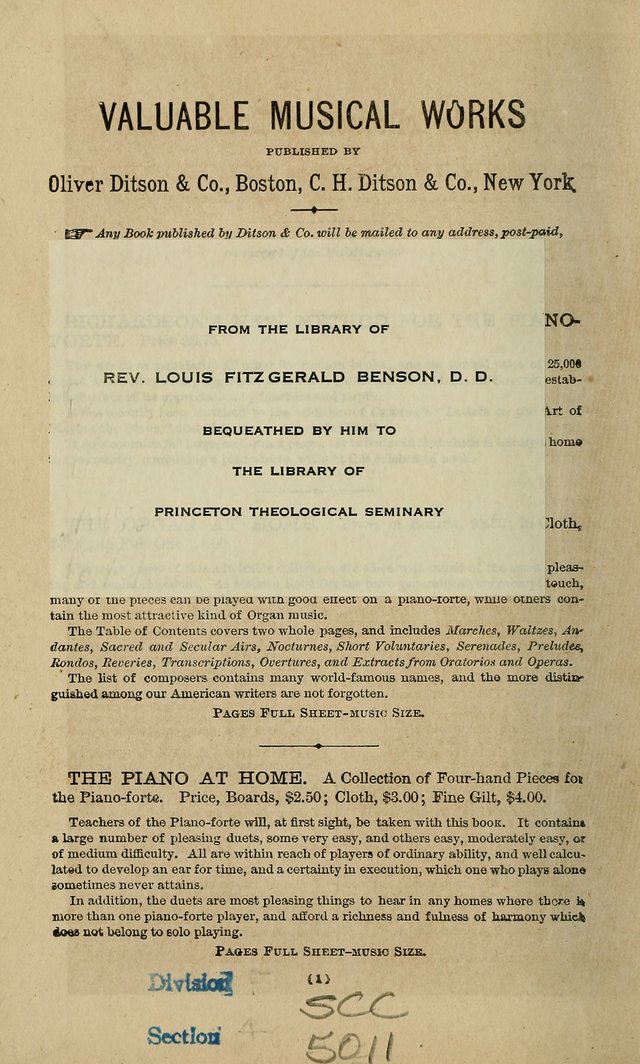 VALUABLE MUSICAL WORKS
PUBLISHED BY
Oliver Ditson & Co., Boston, C. H. Ditson & Co., New York.
Any Book published by Ditson & Co. will be mailed to any address, post-paid,
NO-
25,000
estab-
Art of
home
Cloth,
pleas-
touch,
FROM THE LIBRARY OF
REV. LOUIS FITZGERALD BENSON, D. D.
BEQUEATHED BY HIM TO
THE LIBRARY OF
PRINCETON THEOLOGICAL SEMINARY
many of the pieces can be played with good effect on a piano-forte, while others con-
tain the most attractive kind of Organ music.
The Table of Contents covers two whole pages, and includes Marches, Waltzes, An-
dantes, Sacred and Secular Airs, Nocturnes, Short Voluntaries, Serenades, Preludes,
Rondos, Reveries, Transcriptions, Overtures, and Extracts from Oratorios and Operas.
The list of composers contains many world-famous names, and the more distin-
guished among our American writers are not forgotten.
PAGES FULL SHEET-MUSIC SIZE.
THE PIANO AT HOME. A Collection of Four-hand Pieces for
the Piano-forte. Price, Boards, $2.50; Cloth, $3.00; Fine Gilt, $4.00.
Teachers of the Piano-forte will, at first sight, be taken with this book. It contains
a large number of pleasing duets, some very easy, and others easy, moderately easy, or
of medium difficulty. All are within reach of players of ordinary ability, and well calcu-
lated to develop an ear for time, and a certainty in execution, which one who plays alone
sometimes never attains.
In addition, the duets are most pleasing things to hear in any homes where there is
more than one piano-forte player, and afford a richness and fulness of harmony which
does not belong to solo playing.
PAGES FULL SHEET-MUSIC SIZE.
(1)
Division
SCC
Section
5011